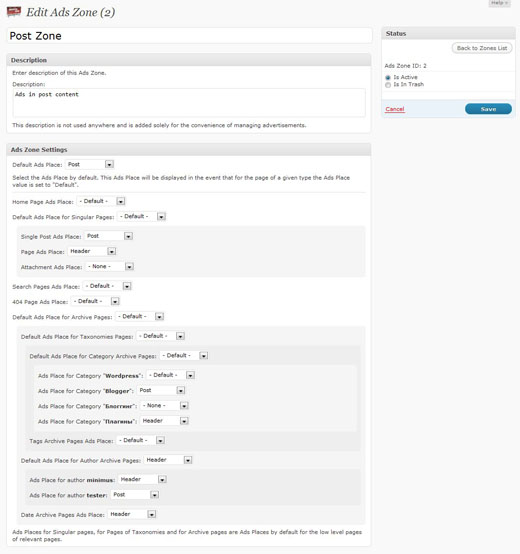 Help
Edit Ads Zone (2)
Post Zone
Description
Enter description of this Ads Zone.
Description:
Ads in post content
This description is not used anywhere and is added solely for the convenience of managing advertisements.
Status
Back to Zones List
Ads Zone ID: 2
Is Active
Is In Trash
Cancel
Save
Ads Zone Settings
Default Ads Place: Post
Select the Ads Place by default. This Ads Place will be displayed in the event that for the page of a given type the Ads Place
value is set to "Default".
Home Page Ads Place: - Default -
Default Ads Place for Singular Pages: - Default -
Single Post Ads Place: Post
Page Ads Place: Header
Attachment Ads Place: - None -
Search Pages Ads Place: - Default -
404 Page Ads Place: - Default -
Default Ads Place for Archive Pages: - Default -
Default Ads Place for Taxonomies Pages: - Default -
Default Ads Place for Category Archive Pages: - Default -
Ads Place for Category "Wordpress": - Default -
Ads Place for Category "Blogger": Post
Ads Place for Category "Блоггинг": - None -
Ads Place for Category "Плагины": Header
Tags Archive Pages Ads Place: - Default -
Default Ads Place for Author Archive Pages: Header
Ads Place for author minimus: Header
Ads Place for author tester: Post
Date Archive Pages Ads Place: Header
Ads Places for Singular pages, for Pages of Taxonomies and for Archive pages are Ads Places by default for the low level pages
of relevant pages.